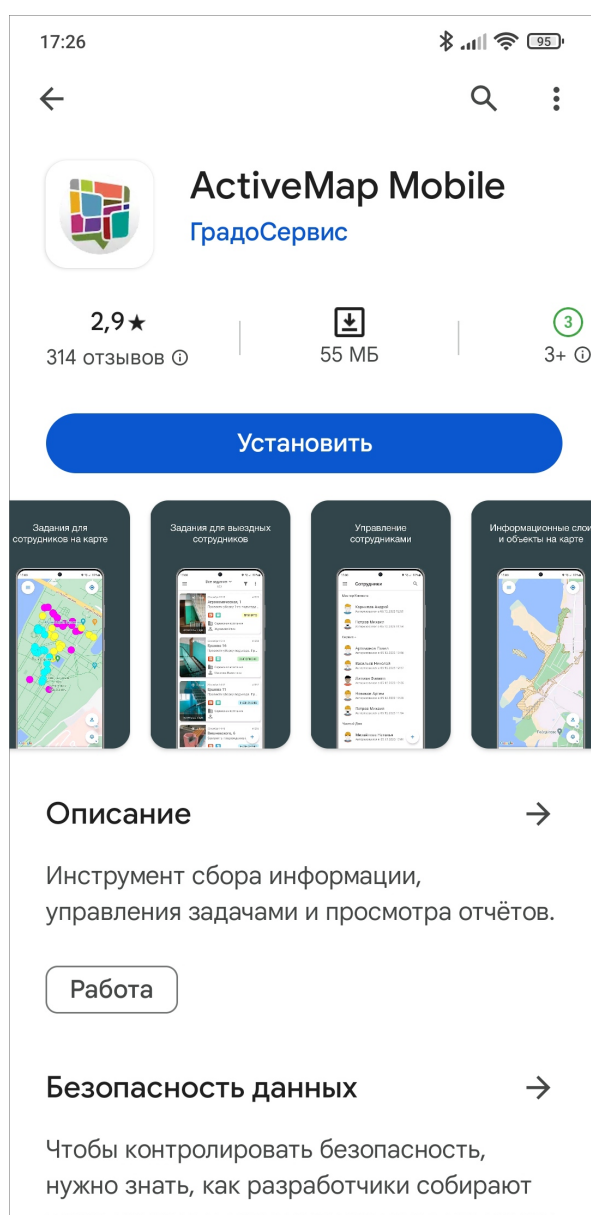 17:26
95
ActiveMap Mobile
ГрадоСервис
2,9★
314 отзывов
55 МБ
3
3+
Установить
Задания для
сотрудников на карте
Задания для выездных
сотрудников
Управление
сотрудниками
Информационные слои
и объекты на карте
Сотрудники
Описание
Инструмент сбора информации,
управления задачами и просмотра отчётов.
Работа
Безопасность данных
Чтобы контролировать безопасность,
нужно знать, как разработчики собирают